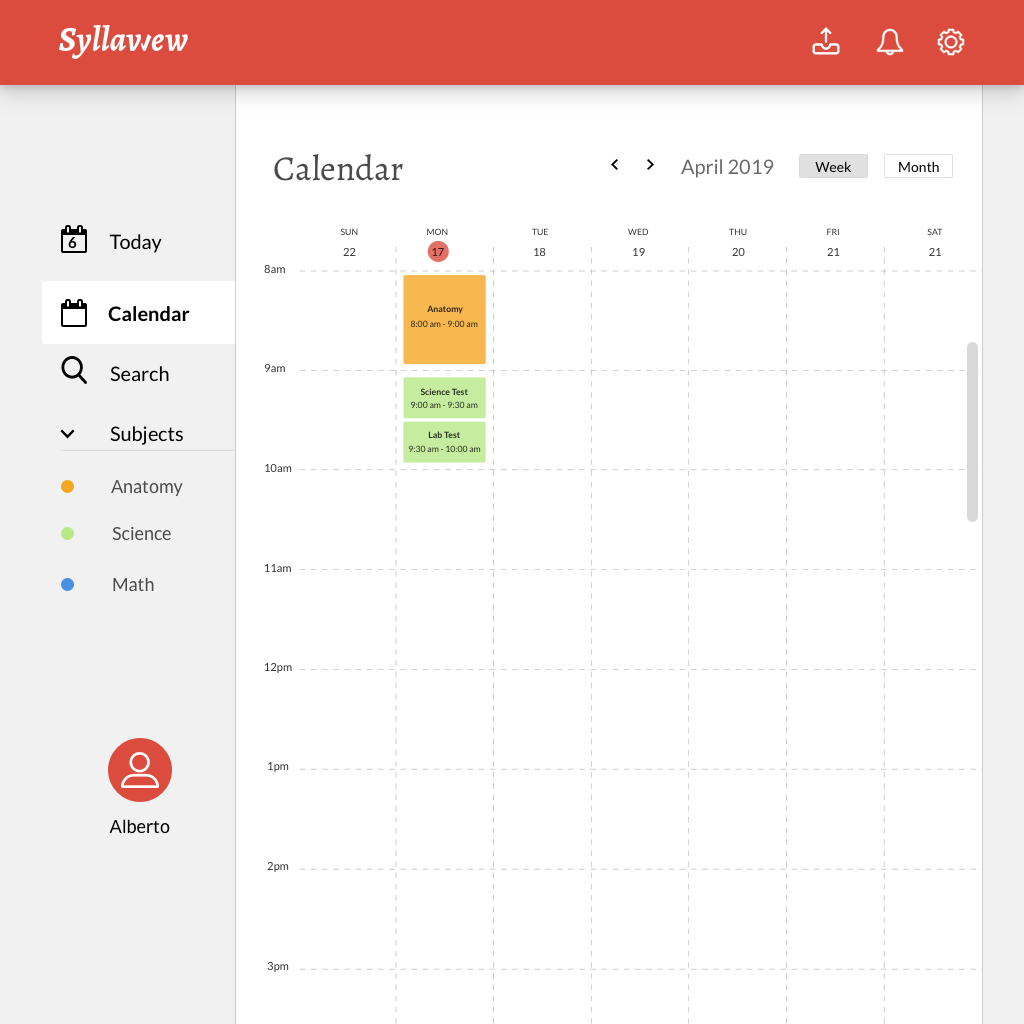 Syllavıew
Calendar
April 2019
Week
Month
6
Today
Calendar
Search
Subjects
Anatomy
Science
Math
Alberto
SUN MON TUE WED THU FRI SAT
22 17 18 19 20 21 21
8am
Anatomy
8:00 am - 9:00 am
9am
Science Test
9:00 am - 9:30 am
Lab Test
9:30 am - 10:00 am
10am
11am
12pm
1pm
2pm
3pm